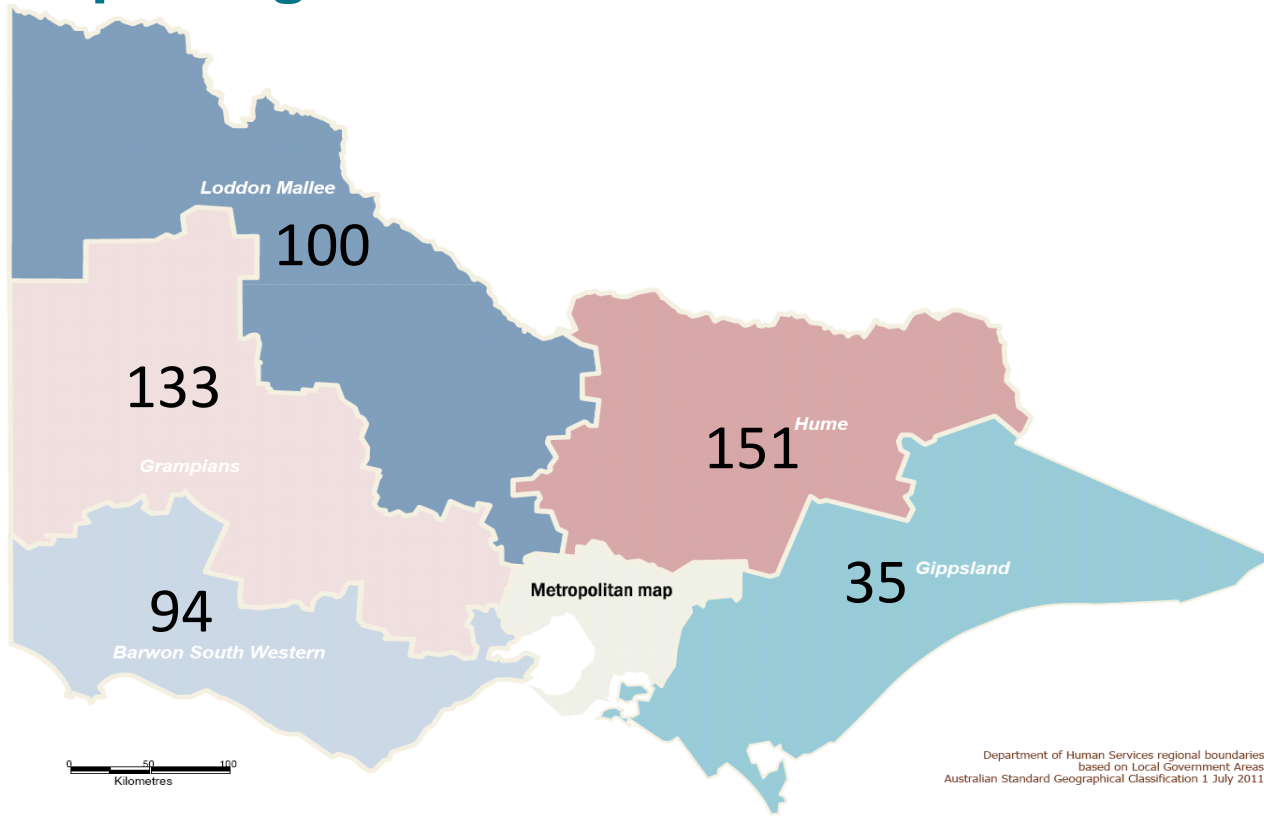 Loddon Mallee
100
133
Hume
151
Grampians
35 Gippsland
Metropolitan map
94
Barwon South Western
0 50 100
Kilometres
Department of Human Services regional boundaries
based on Local Government Areas
Australian Standard Geographical Classification 1 July 2011